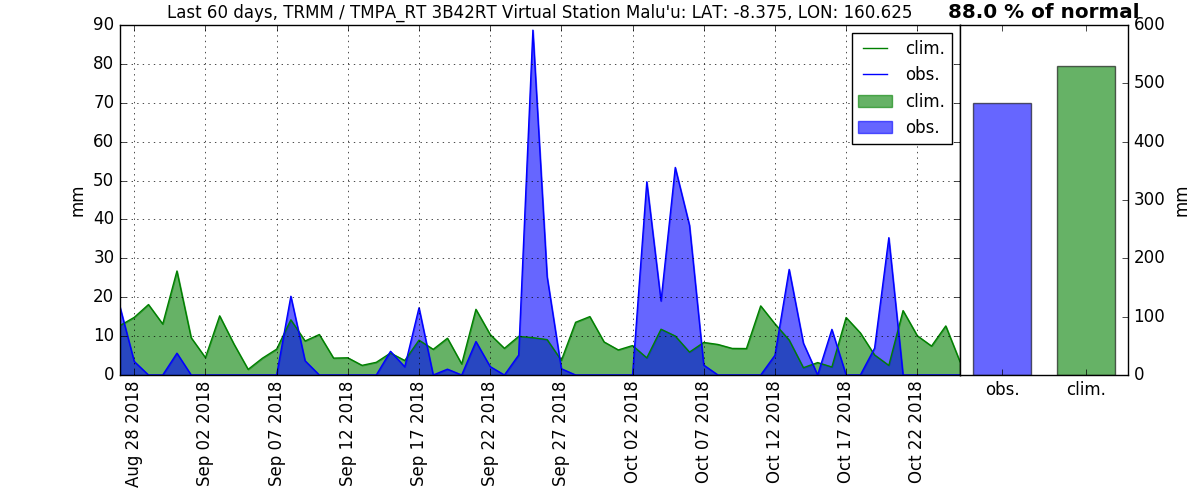 Last 60 days, TRMM / TMPA_RT 3B42RT Virtual Station Malu'u: LAT: -8.375, LON: 160.625
88.0 % of normal
90
80
70
60
50
40
30
20
10
0
mm
clim.
obs.
clim.
obs.
Aug 28 2018
Sep 02 2018
Sep 07 2018
Sep 12 2018
Sep 17 2018
Sep 22 2018
Sep 27 2018
Oct 02 2018
Oct 07 2018
Oct 12 2018
Oct 17 2018
Oct 22 2018
600
500
400
300
200
100
0
mm
obs.
clim.